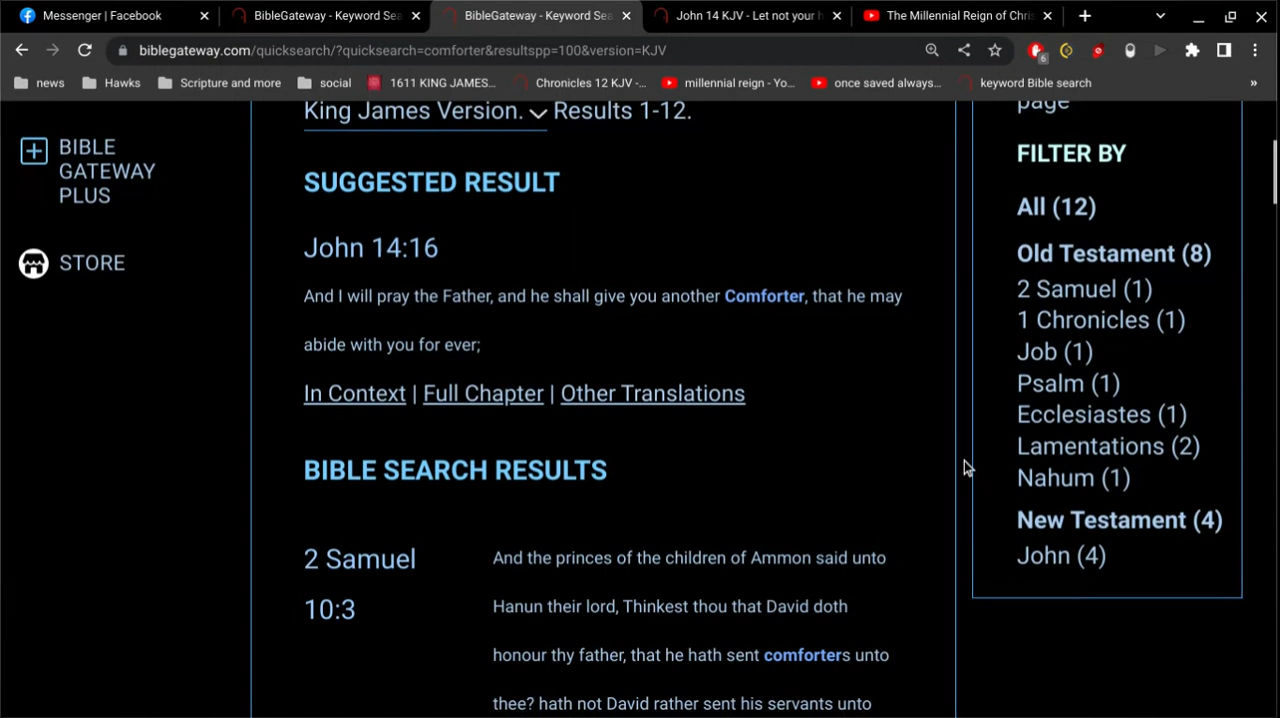 Messenger | Facebook
BibleGateway - Keyword Sea
BibleGateway - Keyword Sea
John 14 KJV - Let not your h
The Millennial Reign of Chris
biblegateway.com/quicksearch/?quicksearch=comforter&resultspp=100&version=KJV
6
news
Hawks
Scripture and more
social
1611 KING JAMES...
Chronicles 12 KJV -...
millennial reign - Yo...
once saved always...
keyword Bible search
»
BIBLE
GATEWAY
PLUS
STORE
King James Version. Results 1-12.
SUGGESTED RESULT
John 14:16
And I will pray the Father, and he shall give you another Comforter, that he may
abide with you for ever;
In Context | Full Chapter | Other Translations
BIBLE SEARCH RESULTS
2 Samuel
10:3
And the princes of the children of Ammon said unto
Hanun their lord, Thinkest thou that David doth
honour thy father, that he hath sent comforters unto
thee? hath not David rather sent his servants unto
page
FILTER BY
All (12)
Old Testament (8)
2 Samuel (1)
1 Chronicles (1)
Job (1)
Psalm (1)
Ecclesiastes (1)
Lamentations (2)
Nahum (1)
New Testament (4)
John (4)